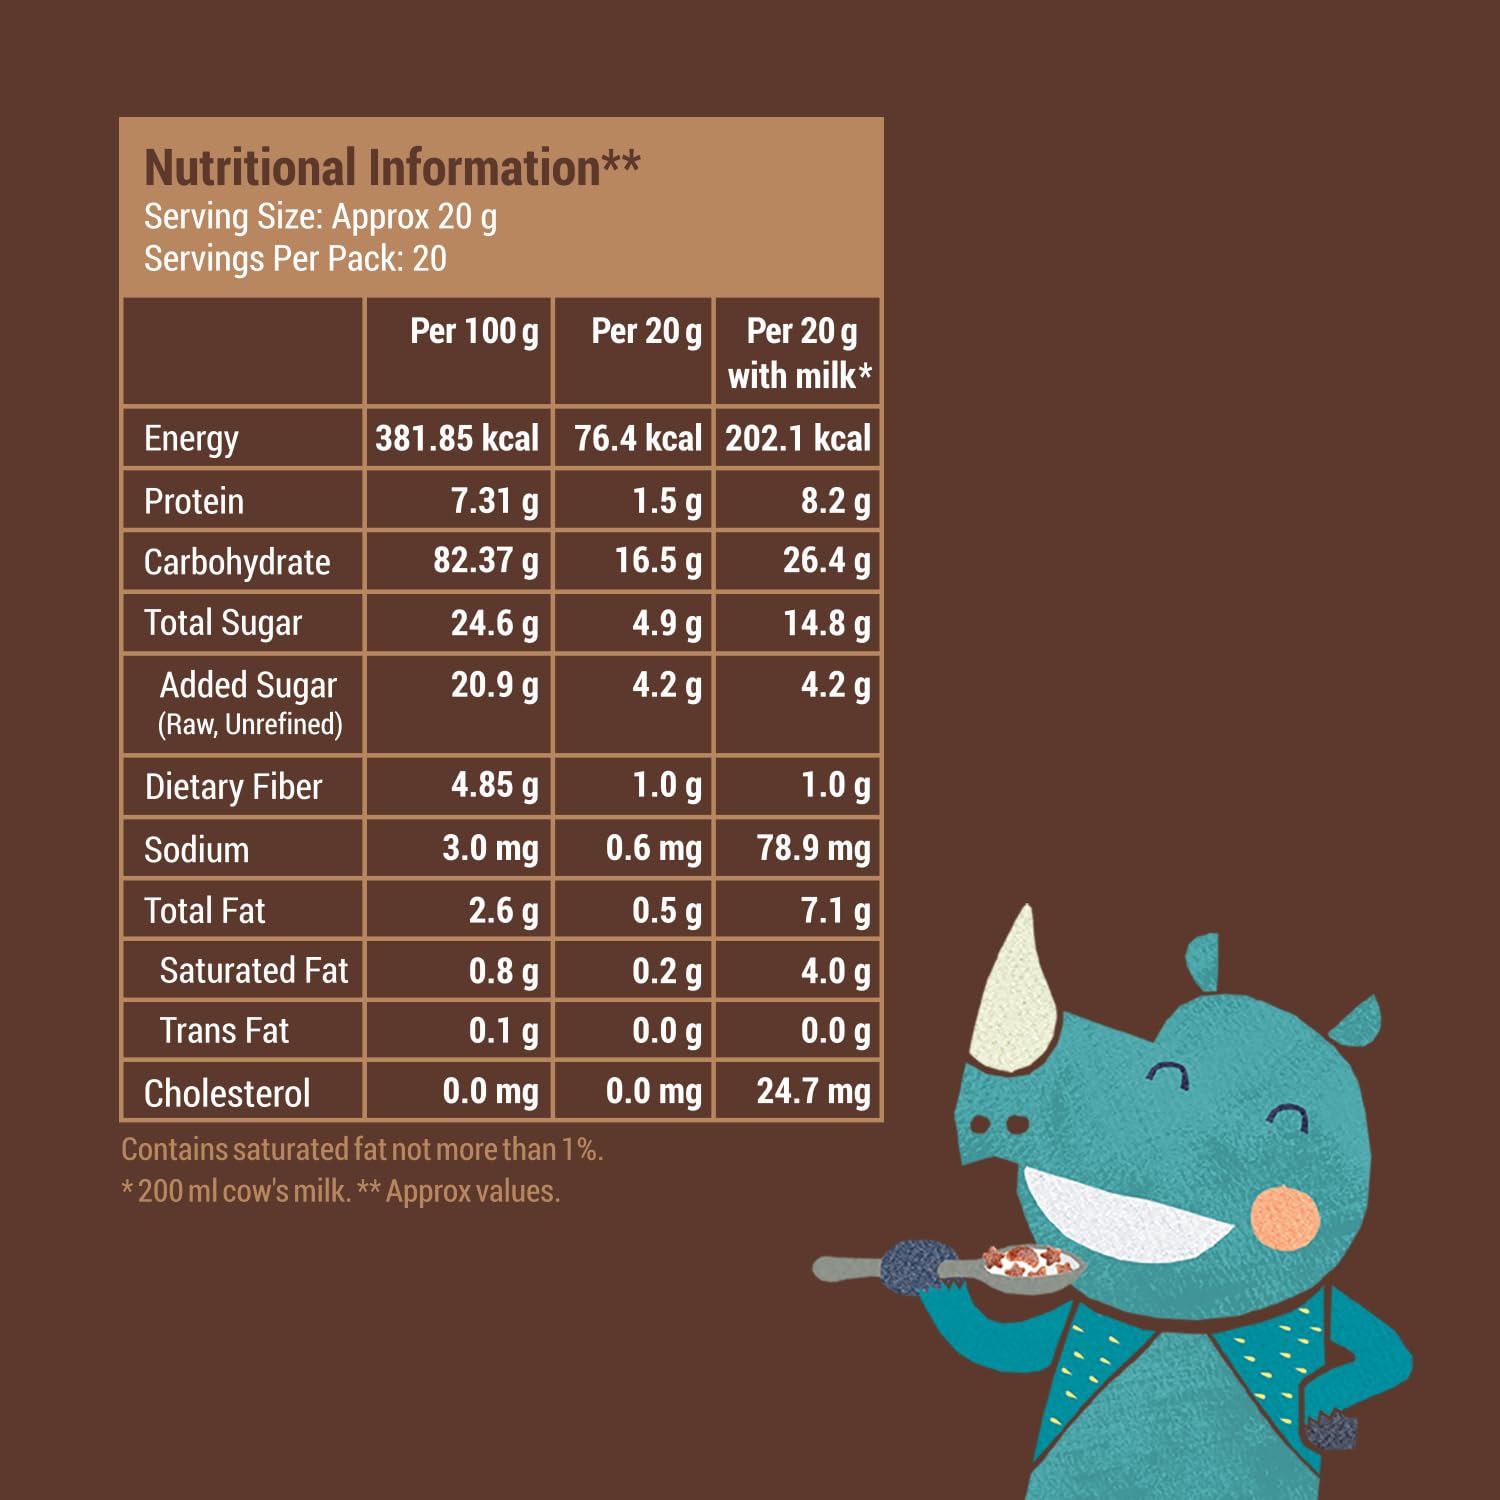 Nutritional Information**
Serving Size: Approx 20 g
Servings Per Pack: 20
Per 100 g Per 20 g Per 20 g
with milk*
Energy 381.85 kcal 76.4 kcal 202.1 kcal
Protein 7.31 g 1.5 g 8.2 g
Carbohydrate 82.37 g 16.5 g 26.4 g
Total Sugar 24.6 g 4.9 g 14.8 g
Added Sugar 20.9 g 4.2 g 4.2 g
(Raw, Unrefined)
Dietary Fiber 4.85 g 1.0 g 1.0 g
Sodium 3.0 mg 0.6 mg 78.9 mg
Total Fat 2.6 g 0.5 g 7.1 g
Saturated Fat 0.8 g 0.2 g 4.0 g
Trans Fat 0.1 g 0.0 g 0.0 g
Cholesterol 0.0 mg 0.0 mg 24.7 mg
Contains saturated fat not more than 1%.
* 200 ml cow's milk. ** Approx values.